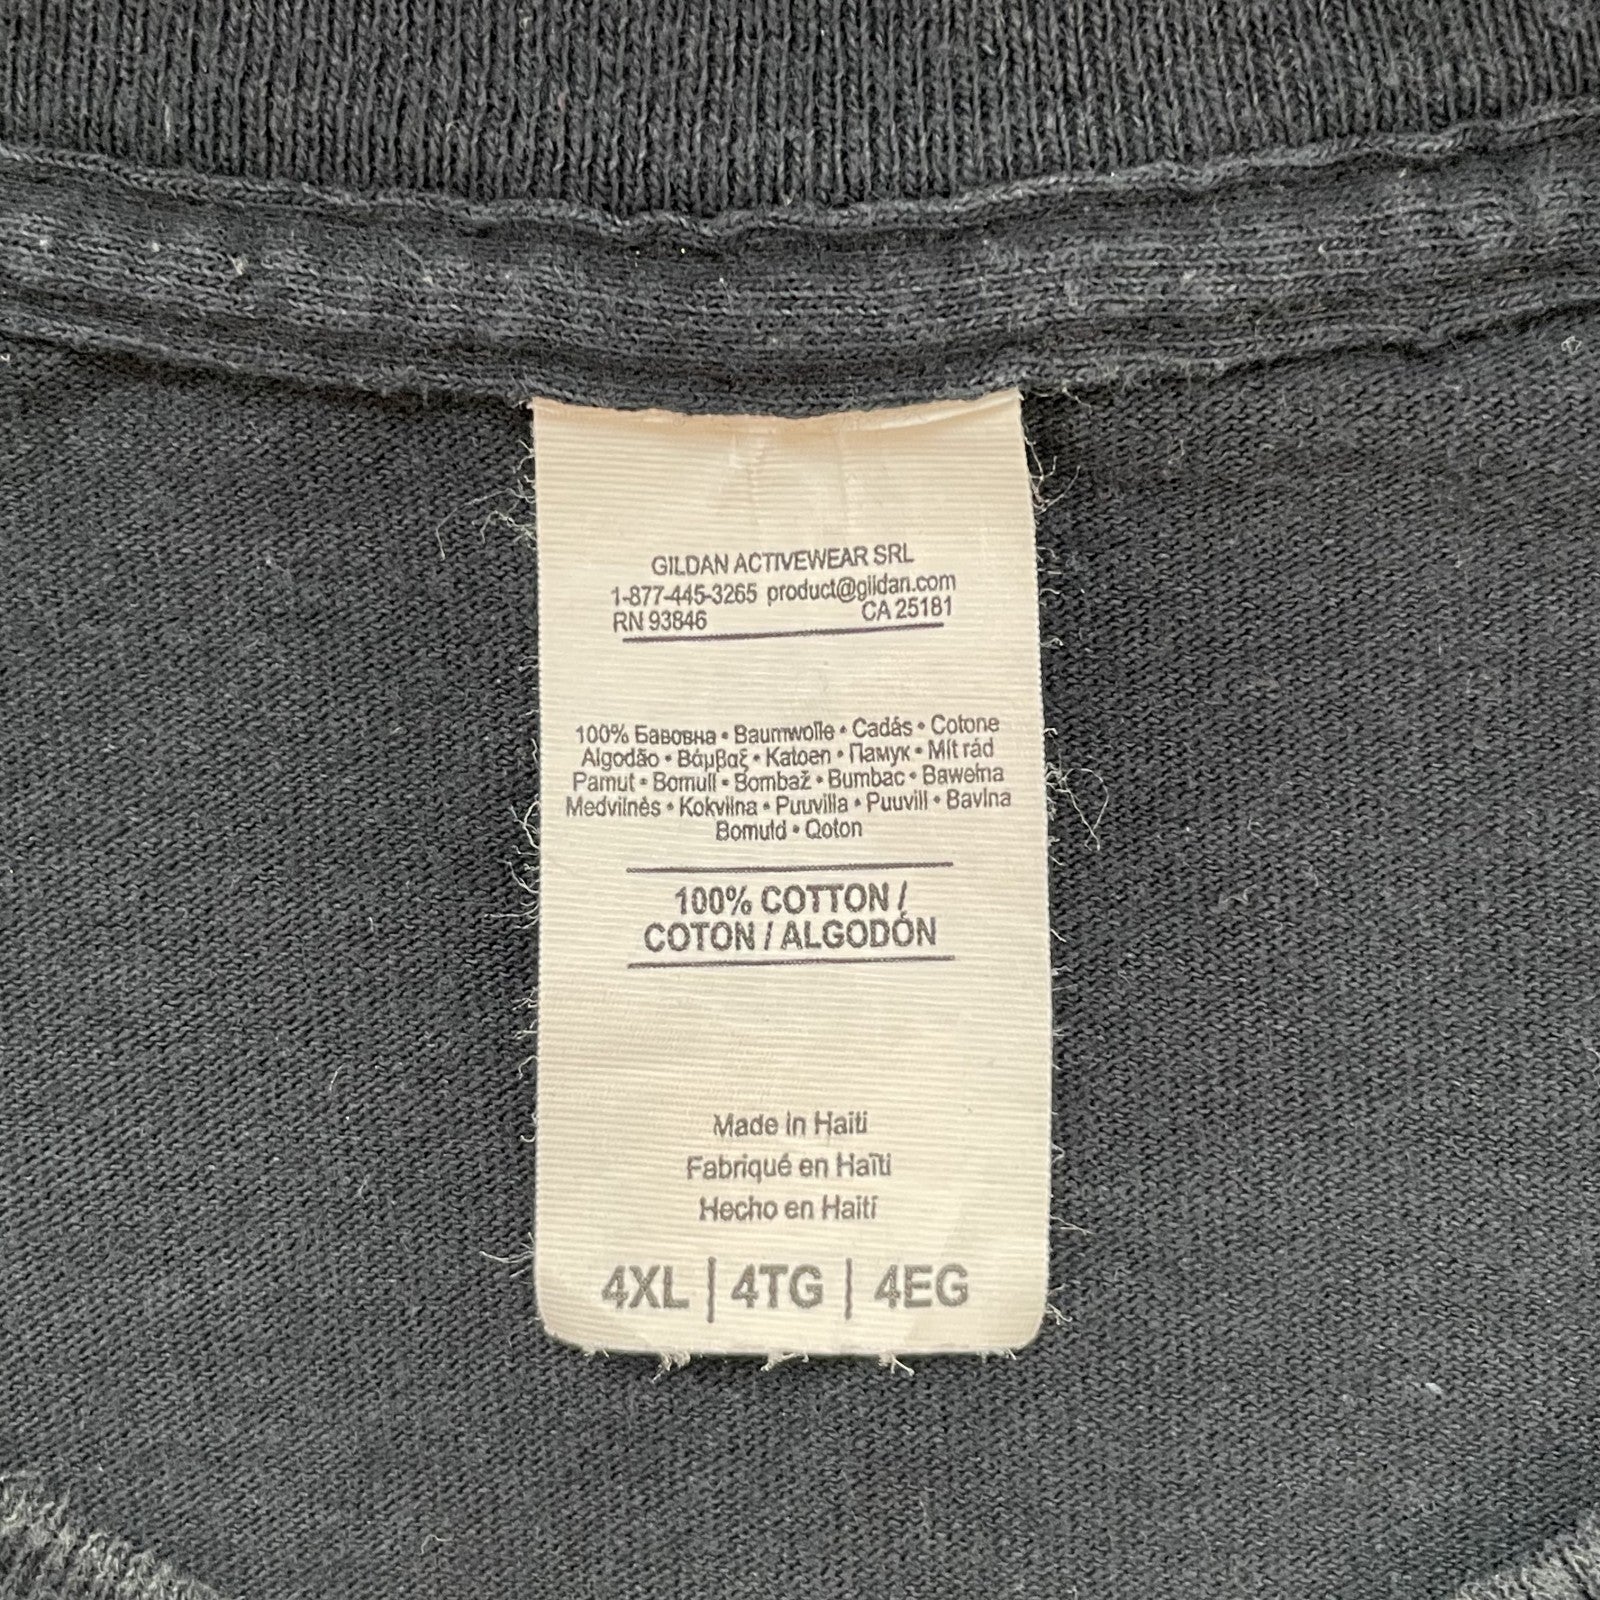 GILDAN ACTIVEWEAR SRL
1-877-445-3265 product@gildan.com
RN 93846 CA 25181
100% Бавовна • Baumwolle • Cadás • Cotone
Algodão • Βάμβαξ • Katoen • Памук • Mít rád
Pamut • Bomull • Bombaž • Bumbac • Bawełna
Medvilnės • Kokvilna • Puuvilla • Puuvill • Bavlna
Bomuld • Qoton
100% COTTON /
COTON / ALGODÓN
Made in Haiti
Fabriqué en Haïti
Hecho en Haití
4XL | 4TG | 4EG